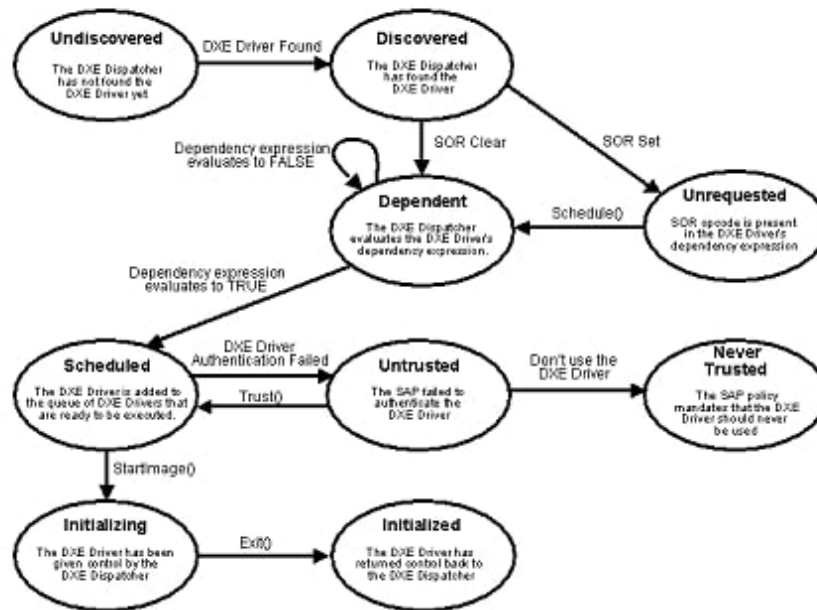 Undiscovered
The DXE Dispatcher
has not found the
DXE Driver yet
DXE Driver Found
Discovered
The DXE Dispatcher
has found the
DXE Driver
SOR Clear
SOR Set
Dependency expression
evaluates to FALSE
Dependent
The DXE Dispatcher
evaluates the DXE Driver's
dependency expression.
Schedule()
Unrequested
SOR opcode is present
in the DXE Driver's
dependency expression
Dependency expression
evaluates to TRUE
Scheduled
The DXE Driver is added to
the queue of DXE Drivers that
are ready to be executed.
DXE Driver
Authentication Failed
Trust()
Untrusted
The SAP failed to
authenticate the
DXE Driver
Don't use the
DXE Driver
Never
Trusted
The SAP policy
mandates that the DXE
Driver should never
be used
StartImage()
Initializing
The DXE Driver has been
given control by the
DXE Dispatcher
Exit()
Initialized
The DXE Driver has
returned control back to
the DXE Dispatcher